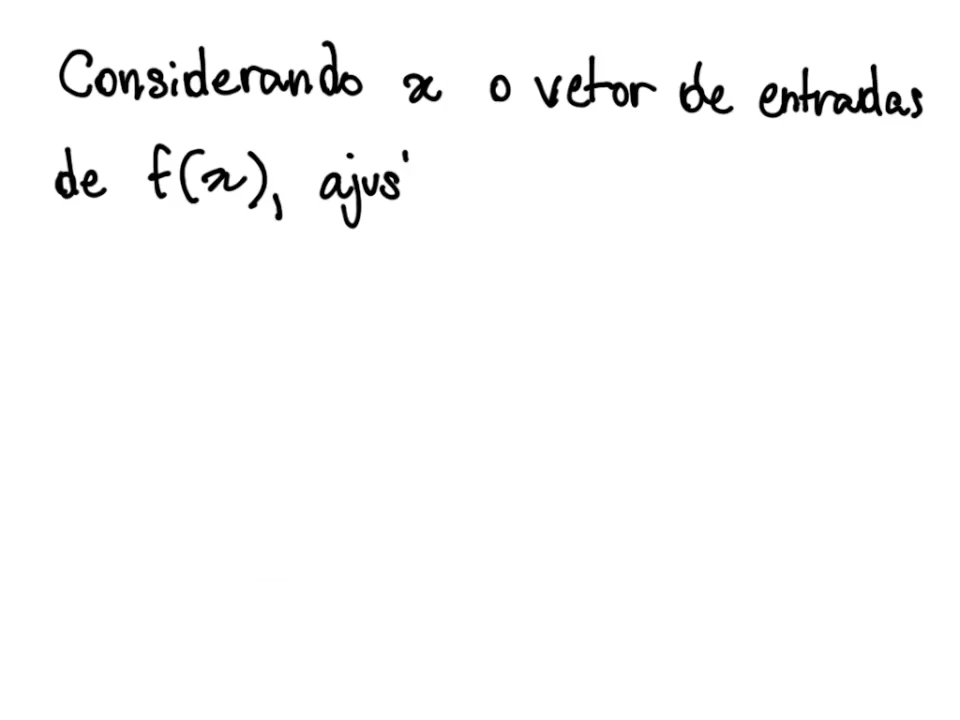 Considerando x o vetor de entradas
de f(x), ajus